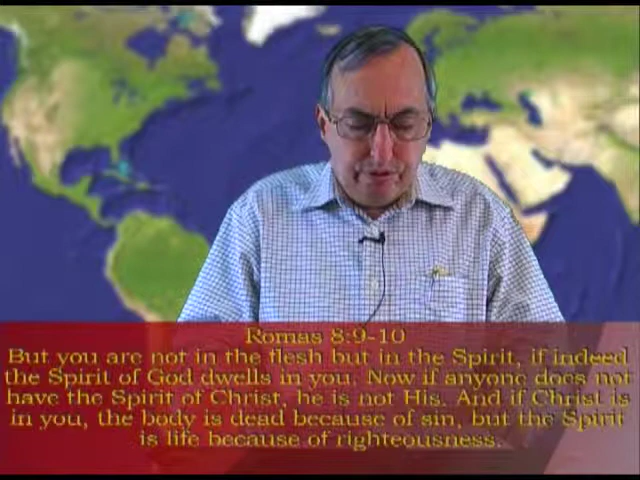 Romas 8:9-10
But you are not in the flesh but in the Spirit, if indeed
the Spirit of God dwells in you. Now if anyone does not
have the Spirit of Christ, he is not His. And if Christ is
in you, the body is dead because of sin, but the Spirit
is life because of righteousness.